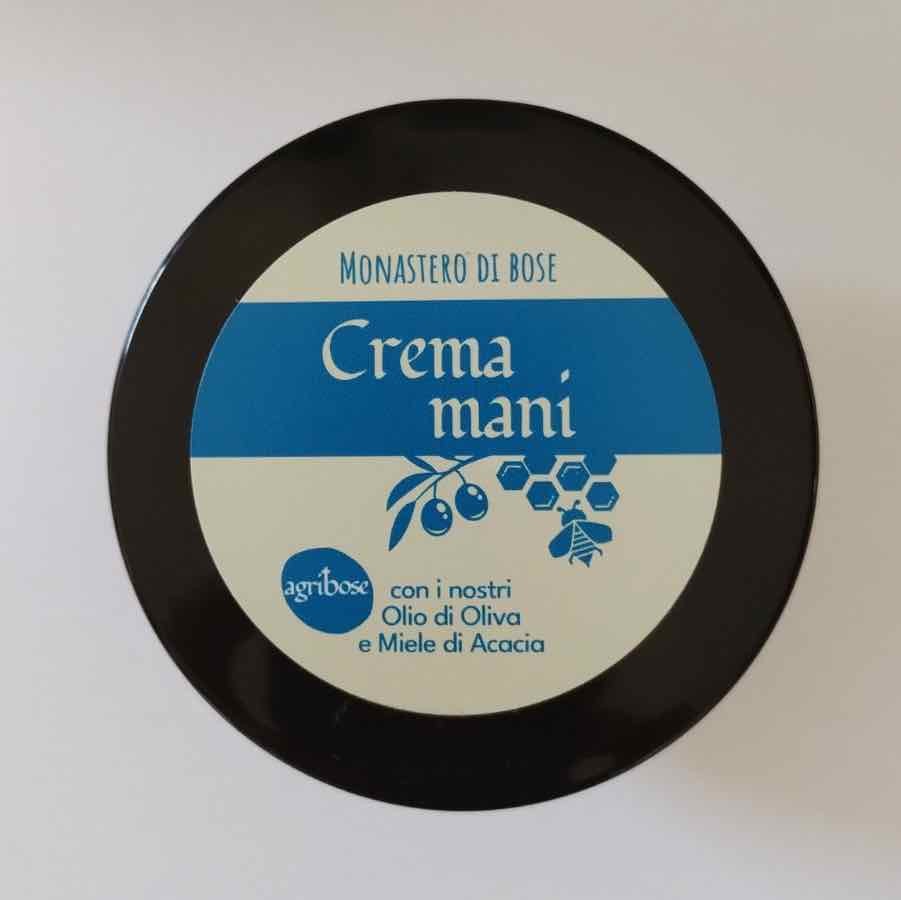 MONASTERO DI BOSE
Crema
mani
agribose
con i nostri
Olio di Oliva
e Miele di Acacia